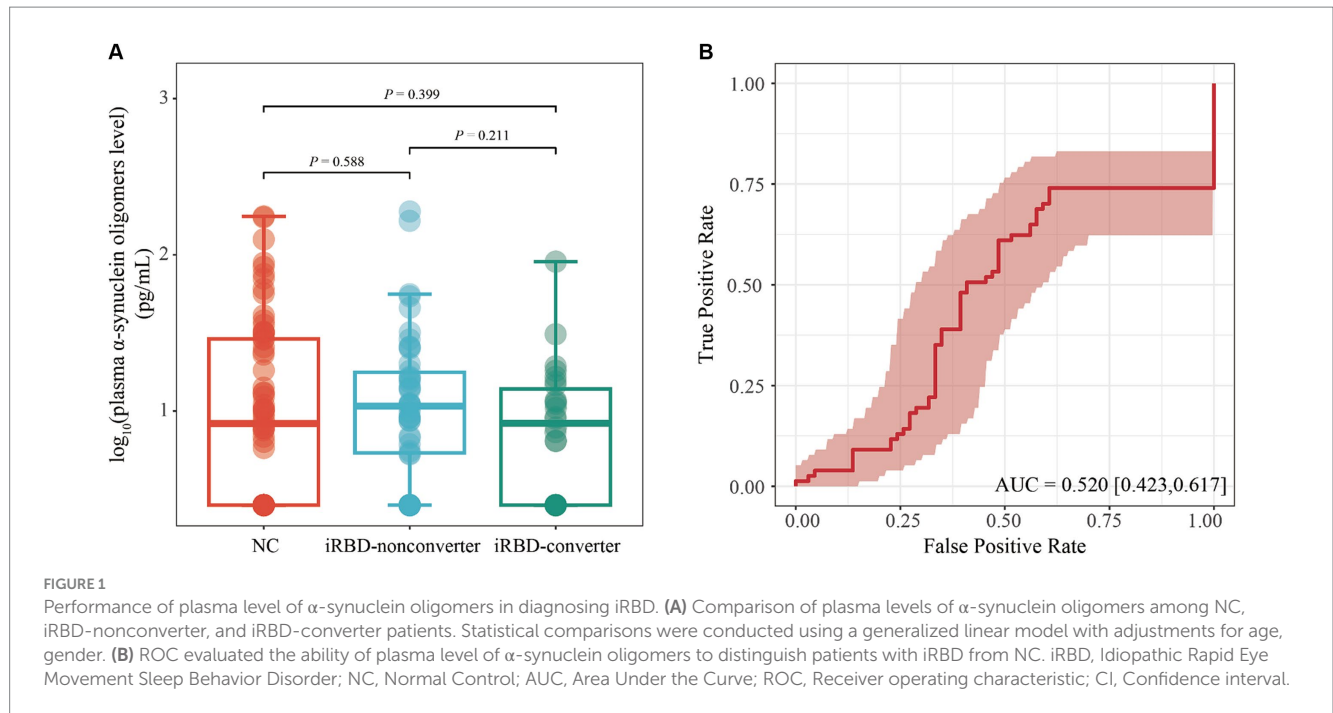 A
log₁₀(plasma α-synuclein oligomers level)
(pg/mL)
3
2
1
P = 0.399
P = 0.211
P = 0.588
NC
iRBD-nonconverter
iRBD-converter
B
True Positive Rate
1.00
0.75
0.50
0.25
0.00
AUC = 0.520 [0.423,0.617]
0.00
0.25
0.50
0.75
1.00
False Positive Rate
FIGURE 1
Performance of plasma level of α-synuclein oligomers in diagnosing iRBD. (A) Comparison of plasma levels of α-synuclein oligomers among NC,
iRBD-nonconverter, and iRBD-converter patients. Statistical comparisons were conducted using a generalized linear model with adjustments for age,
gender. (B) ROC evaluated the ability of plasma level of α-synuclein oligomers to distinguish patients with iRBD from NC. iRBD, Idiopathic Rapid Eye
Movement Sleep Behavior Disorder; NC, Normal Control; AUC, Area Under the Curve; ROC, Receiver operating characteristic; CI, Confidence interval.